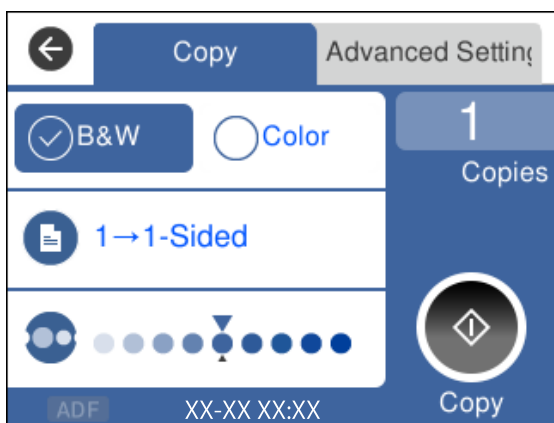 Copy
Advanced Setting
B&W
Color
1
Copies
1→1-Sided
ADF
XX-XX XX:XX
Copy